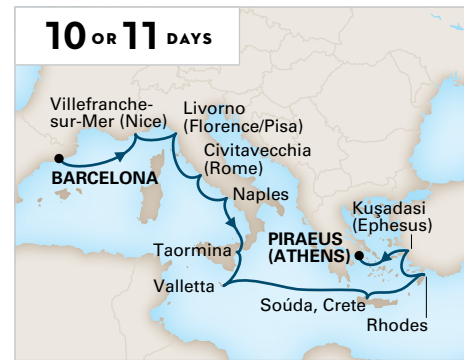 10 OR 11 DAYS
Villefranche-
sur-Mer (Nice)
Livorno
(Florence/Pisa)
Civitavecchia
(Rome)
BARCELONA
Naples
Kuşadasi
(Ephesus)
PIRAEUS
(ATHENS)
Taormina
Valletta
Soúda, Crete
Rhodes